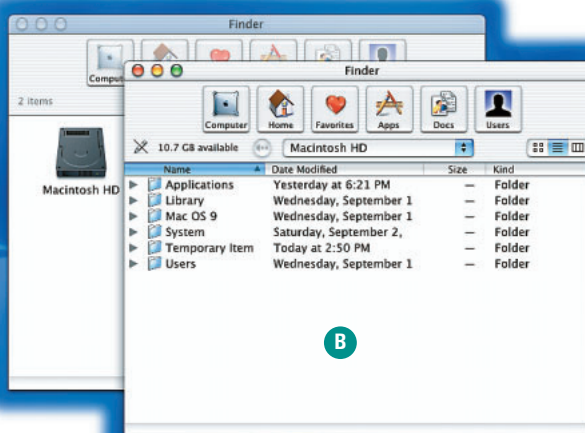 Finder
Comput
2 items
Macintosh HD
Finder
Computer Home Favorites Apps Docs Users
10.7 GB available Macintosh HD
Name Date Modified Size Kind
Applications Yesterday at 6:21 PM — Folder
Library Wednesday, September 1 — Folder
Mac OS 9 Wednesday, September 1 — Folder
System Saturday, September 2, — Folder
Temporary Item Today at 2:50 PM — Folder
Users Wednesday, September 1 — Folder
B